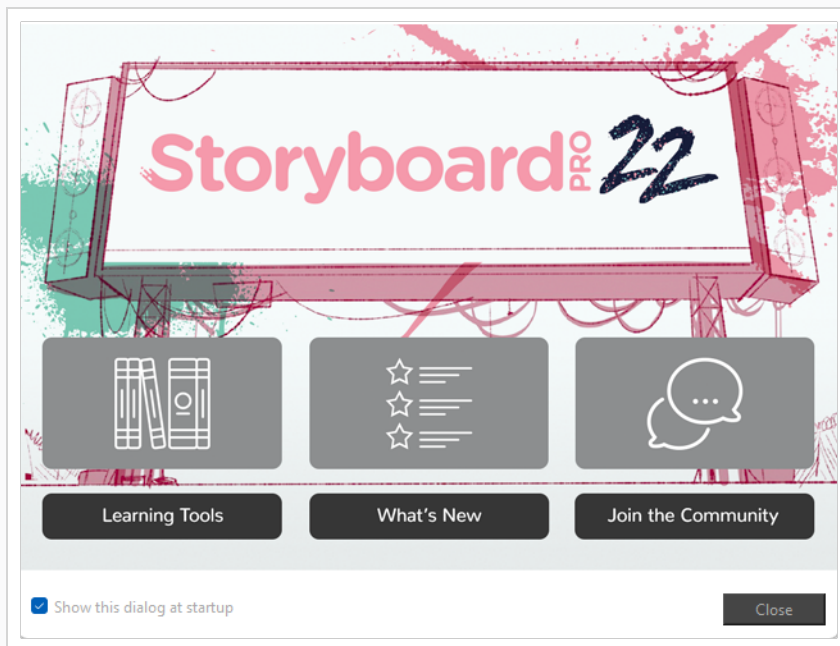 Storyboard PRO 22
Learning Tools
What's New
Join the Community
Show this dialog at startup
Close